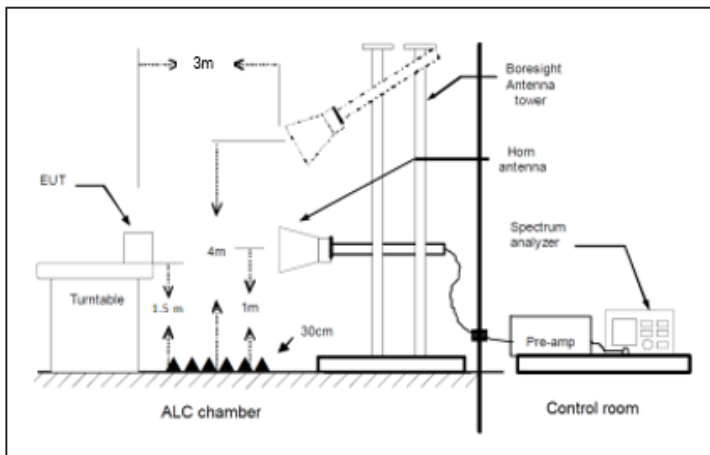 3m
Boresight
Antenna
tower
Horn
antenna
EUT
Spectrum
analyzer
4m
Turntable
1.5 m
1m
30cm
Pre-amp
ALC chamber
Control room